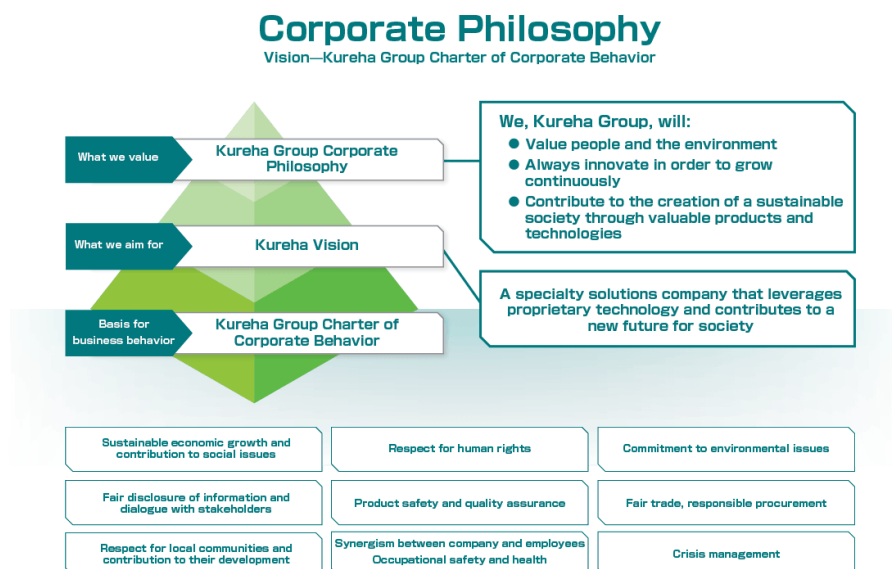 Corporate Philosophy
Vision—Kureha Group Charter of Corporate Behavior
What we value
Kureha Group Corporate
Philosophy
We, Kureha Group, will:
● Value people and the environment
● Always innovate in order to grow
continuously
● Contribute to the creation of a sustainable
society through valuable products and
technologies
What we aim for
Kureha Vision
A specialty solutions company that leverages
proprietary technology and contributes to a
new future for society
Basis for
business behavior
Kureha Group Charter of
Corporate Behavior
Sustainable economic growth and
contribution to social issues
Respect for human rights
Commitment to environmental issues
Fair disclosure of information and
dialogue with stakeholders
Product safety and quality assurance
Fair trade, responsible procurement
Respect for local communities and
contribution to their development
Synergism between company and employees
Occupational safety and health
Crisis management